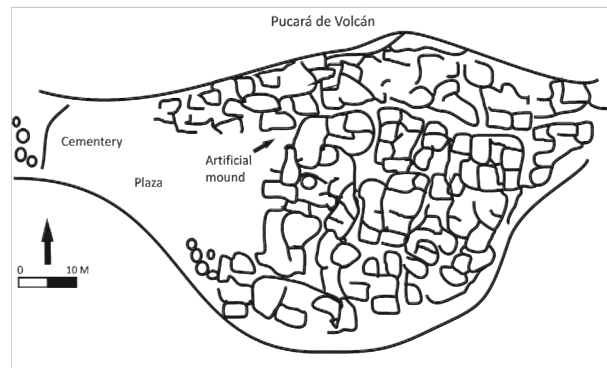 Pucará de Volcán
Cementery
Artificial
mound
Plaza
0 10 M